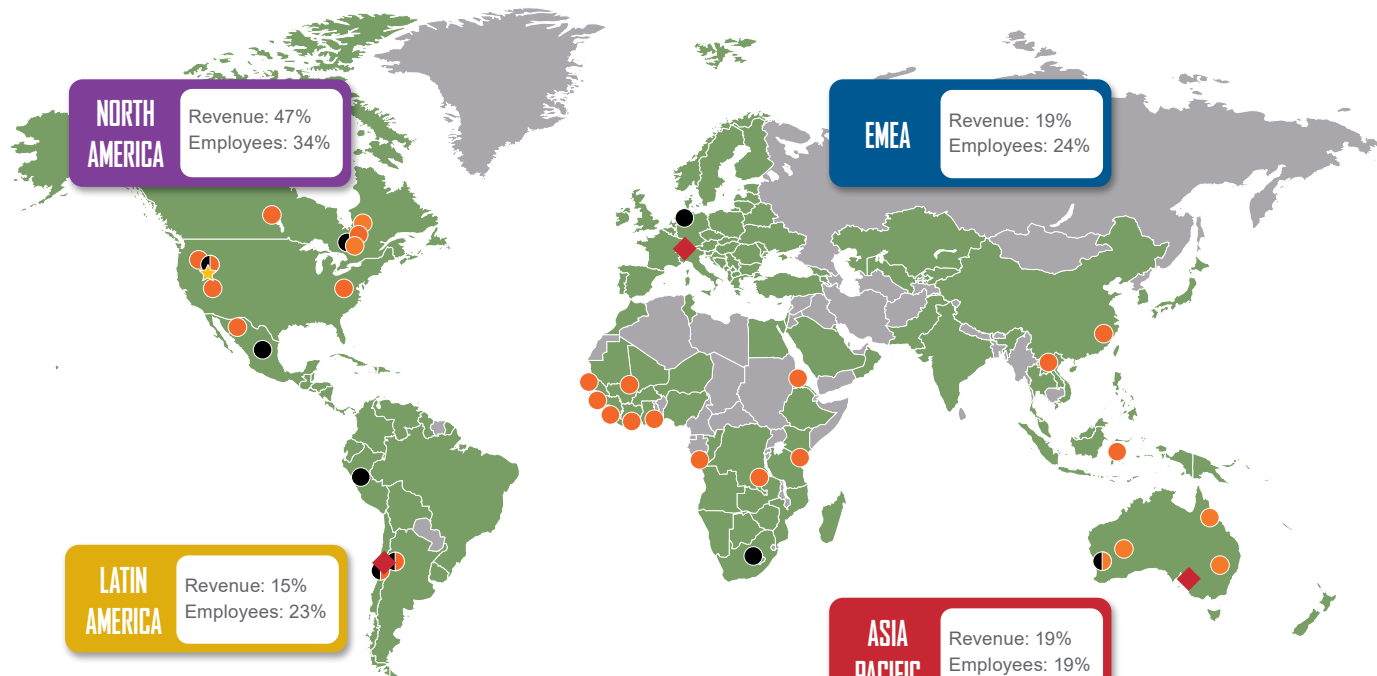 NORTH
AMERICA
Revenue: 47%
Employees: 34%
EMEA
Revenue: 19%
Employees: 24%
LATIN
AMERICA
Revenue: 15%
Employees: 23%
ASIA
PACIFIC
Revenue: 19%
Employees: 19%